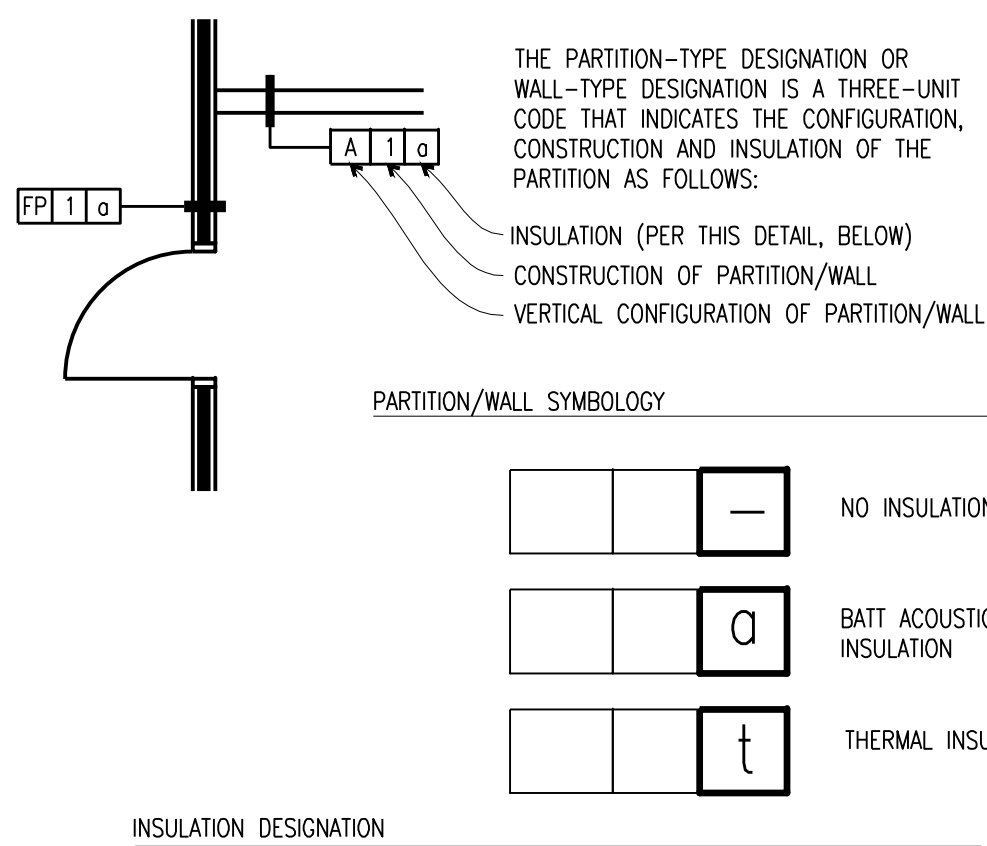 THE PARTITION-TYPE DESIGNATION OR
WALL-TYPE DESIGNATION IS A THREE-UNIT
CODE THAT INDICATES THE CONFIGURATION,
CONSTRUCTION AND INSULATION OF THE
PARTITION AS FOLLOWS:
A 1 a
FP 1 a
INSULATION (PER THIS DETAIL, BELOW)
CONSTRUCTION OF PARTITION/WALL
VERTICAL CONFIGURATION OF PARTITION/WALL
PARTITION/WALL SYMBOLOGY
– NO INSULATION
a BATT ACOUSTIC
INSULATION
t THERMAL INSU
INSULATION DESIGNATION